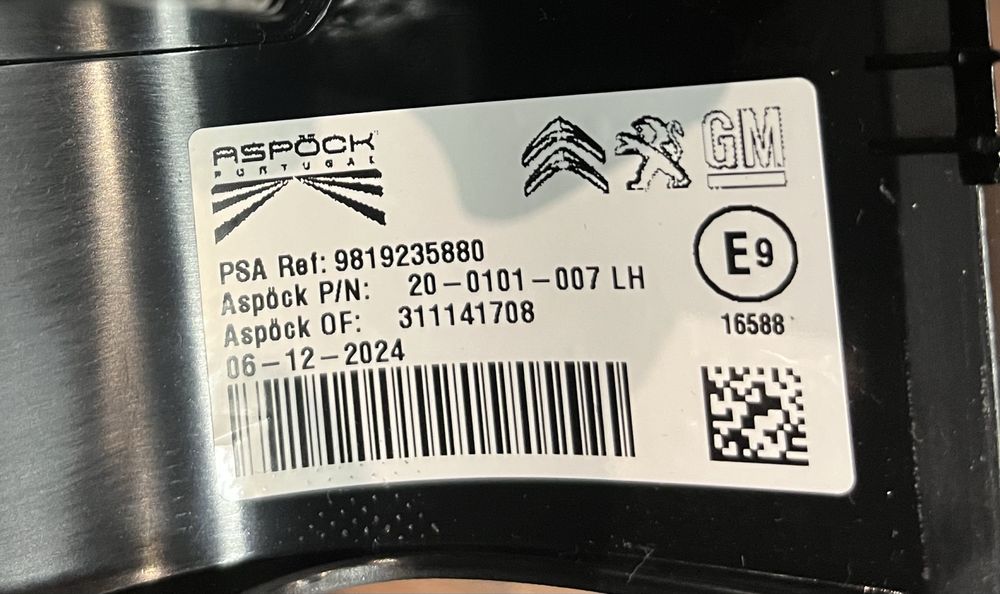 ASPÖCK
PORTUGAL
GM
PSA Ref: 9819235880
Aspöck P/N: 20-0101-007 LH
Aspöck OF: 311141708
06-12-2024
E9
16588